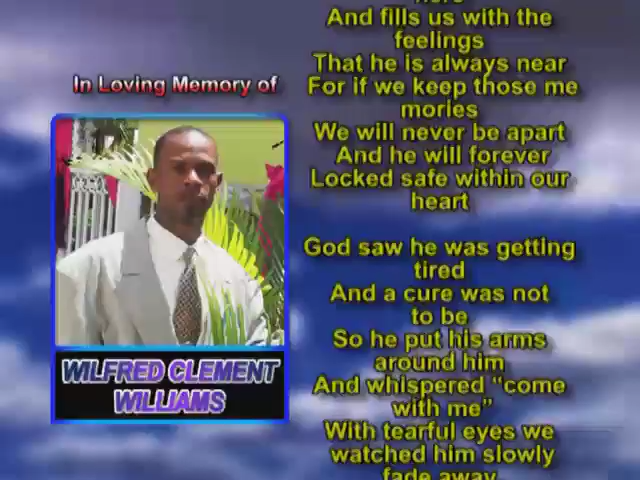 In Loving Memory of
WILFRED CLEMENT
WILLIAMS
And fills us with the
feelings
That he is always near
For if we keep those me
mories
We will never be apart
And he will forever
Locked safe within our
heart
God saw he was getting
tired
And a cure was not
to be
So he put his arms
around him
And whispered “come
with me”
With tearful eyes we
watched him slowly
fade away